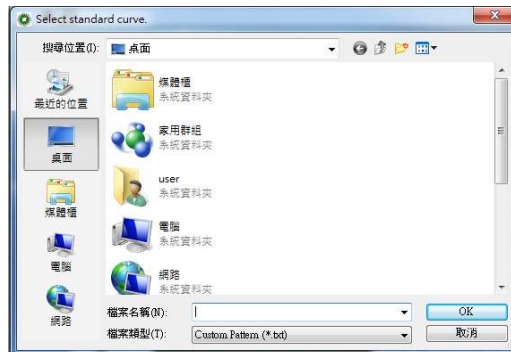 Select standard curve.
搜尋位置(I):
桌面
最近的位置
桌面
媒體櫃
電腦
網路
媒體櫃
系統資料夾
家用群組
系統資料夾
user
系統資料夾
電腦
系統資料夾
網路
系統資料夾
檔案名稱(N):
OK
檔案類型(T):
Custom Pattern (*.txt)
取消